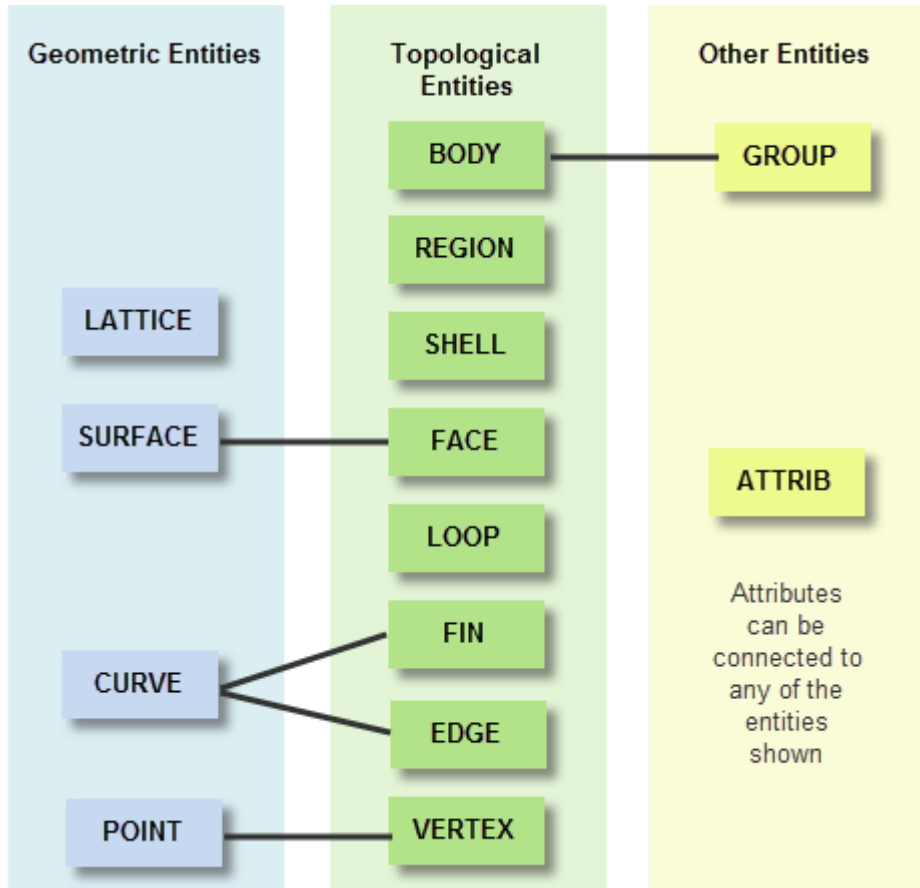 Geometric Entities
Topological
Entities
Other Entities
BODY
GROUP
REGION
LATTICE
SHELL
SURFACE
FACE
ATTRIB
LOOP
Attributes
can be
connected to
any of the
entities
shown
FIN
CURVE
EDGE
POINT
VERTEX